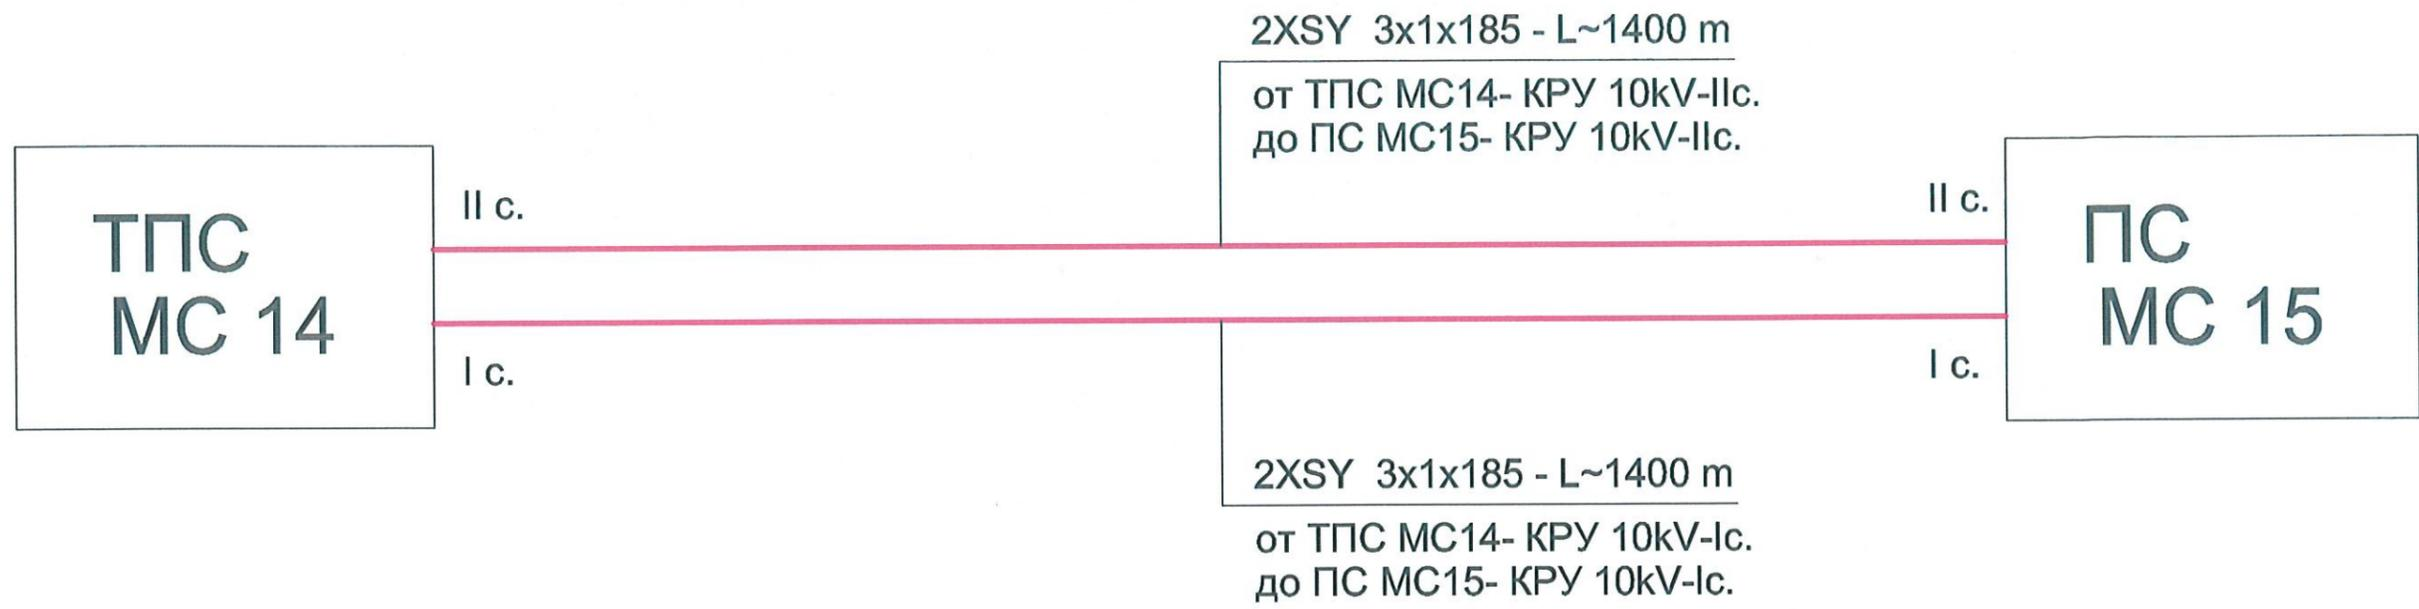 2XSY 3x1x185 - L~1400 m
от ТПС МС14- КРУ 10kV-IIc.
до ПС МС15- КРУ 10kV-IIc.
ТПС
МС 14
II с.
I с.
II с.
I с.
ПС
МС 15
2XSY 3x1x185 - L~1400 m
от ТПС МС14- КРУ 10kV-Ic.
до ПС МС15- КРУ 10kV-Ic.